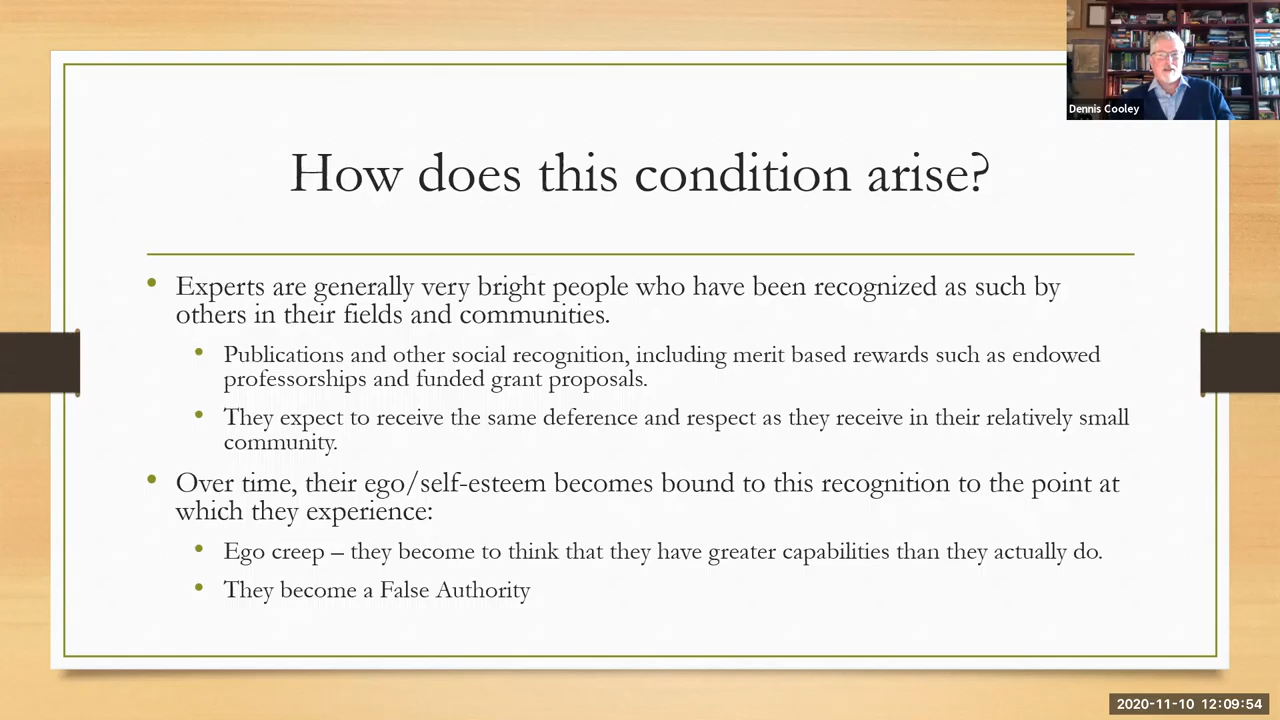 Dennis Cooley
How does this condition arise?
• Experts are generally very bright people who have been recognized as such by
others in their fields and communities.
• Publications and other social recognition, including merit based rewards such as endowed
professorships and funded grant proposals.
• They expect to receive the same deference and respect as they receive in their relatively small
community.
• Over time, their ego/self-esteem becomes bound to this recognition to the point at
which they experience:
• Ego creep – they become to think that they have greater capabilities than they actually do.
• They become a False Authority
2020-11-10 12:09:54